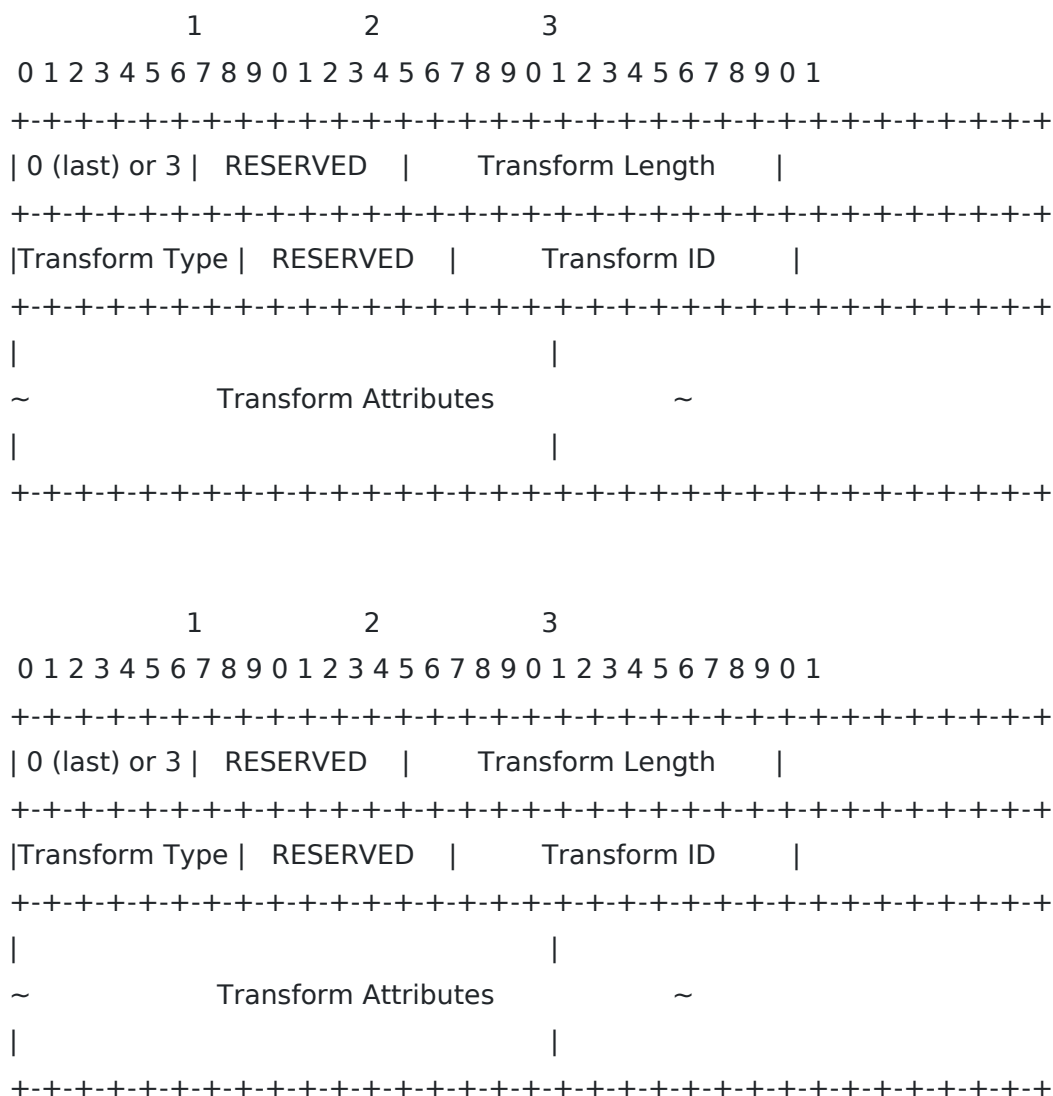 1 2 3
0 1 2 3 4 5 6 7 8 9 0 1 2 3 4 5 6 7 8 9 0 1 2 3 4 5 6 7 8 9 0 1
+-+-+-+-+-+-+-+-+-+-+-+-+-+-+-+-+-+-+-+-+-+-+-+-+-+-+-+-+-+-+-+-+
| 0 (last) or 3 | RESERVED | Transform Length |
+-+-+-+-+-+-+-+-+-+-+-+-+-+-+-+-+-+-+-+-+-+-+-+-+-+-+-+-+-+-+-+-+
|Transform Type | RESERVED | Transform ID |
+-+-+-+-+-+-+-+-+-+-+-+-+-+-+-+-+-+-+-+-+-+-+-+-+-+-+-+-+-+-+-+-+
| |
~ Transform Attributes ~
| |
+-+-+-+-+-+-+-+-+-+-+-+-+-+-+-+-+-+-+-+-+-+-+-+-+-+-+-+-+-+-+-+-+
1 2 3
0 1 2 3 4 5 6 7 8 9 0 1 2 3 4 5 6 7 8 9 0 1 2 3 4 5 6 7 8 9 0 1
+-+-+-+-+-+-+-+-+-+-+-+-+-+-+-+-+-+-+-+-+-+-+-+-+-+-+-+-+-+-+-+-+
| 0 (last) or 3 | RESERVED | Transform Length |
+-+-+-+-+-+-+-+-+-+-+-+-+-+-+-+-+-+-+-+-+-+-+-+-+-+-+-+-+-+-+-+-+
|Transform Type | RESERVED | Transform ID |
+-+-+-+-+-+-+-+-+-+-+-+-+-+-+-+-+-+-+-+-+-+-+-+-+-+-+-+-+-+-+-+-+
| |
~ Transform Attributes ~
| |
+-+-+-+-+-+-+-+-+-+-+-+-+-+-+-+-+-+-+-+-+-+-+-+-+-+-+-+-+-+-+-+-+